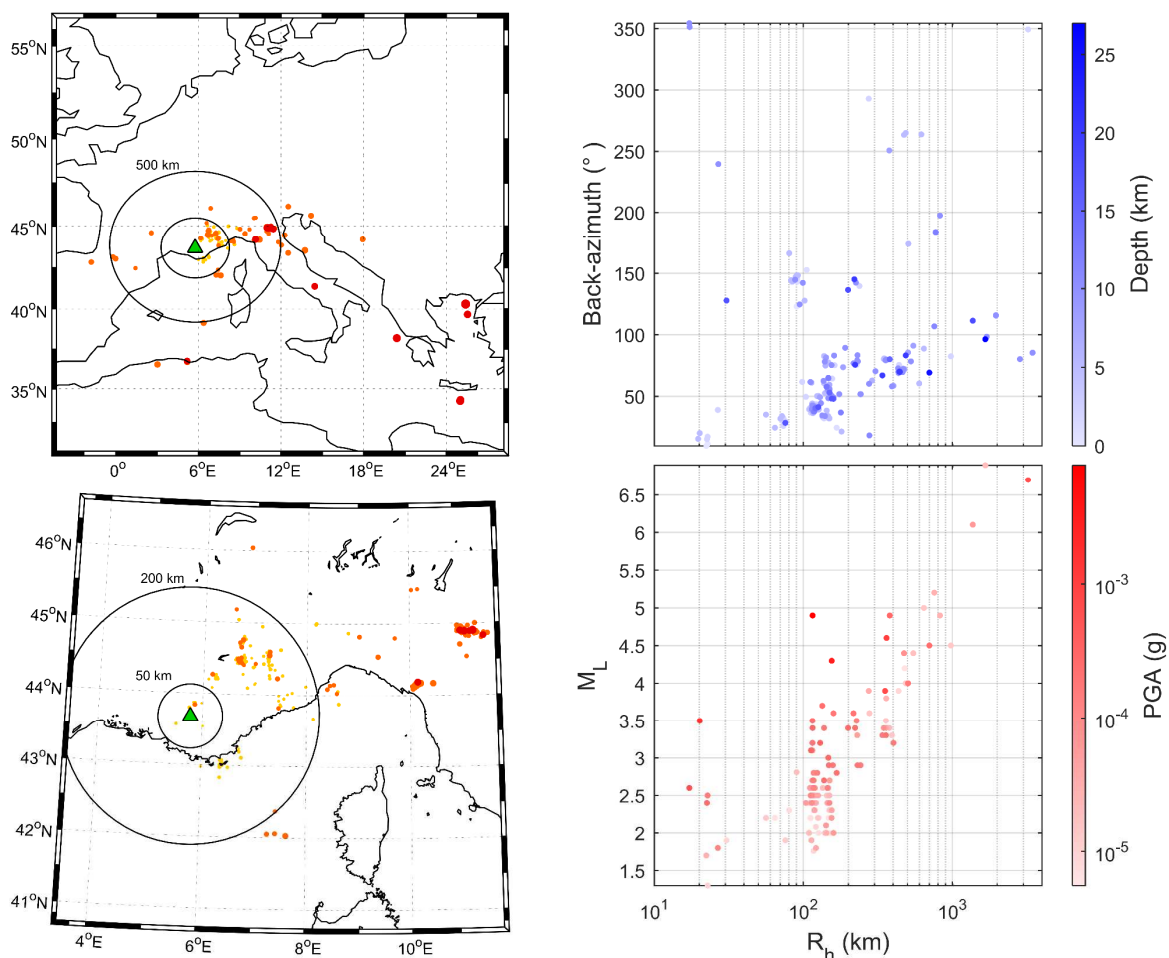 55°N
50°N
45°N
40°N
35°N
500 km
0°
6°E
12°E
18°E
24°E
46°N
45°N
44°N
43°N
42°N
41°N
200 km
50 km
4°E
6°E
8°E
10°E
350
300
250
200
150
100
50
Back-azimuth (°)
25
20
15
10
5
0
Depth (km)
6.5
6
5.5
5
4.5
4
3.5
3
2.5
2
1.5
M_L
10^1
10^2
10^3
R_h (km)
10^-3
10^-4
10^-5
PGA (g)